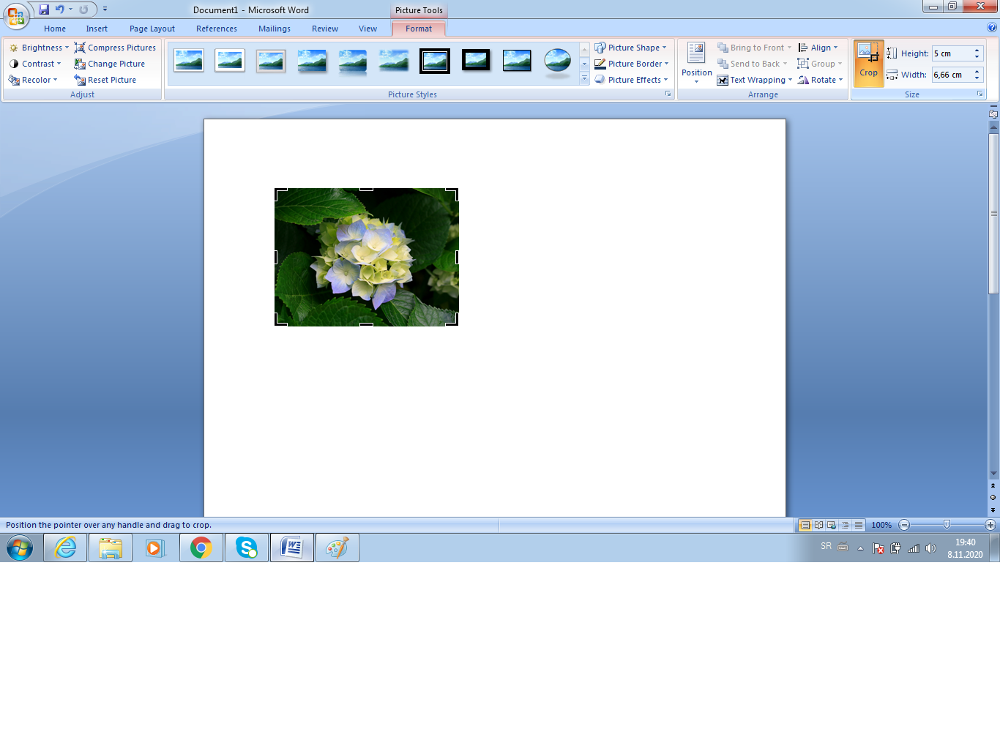 Document1 - Microsoft Word
Picture Tools
Home Insert Page Layout References Mailings Review View Format
Brightness Compress Pictures
Contrast Change Picture
Recolor Reset Picture
Adjust
Picture Shape
Picture Border
Picture Effects
Picture Styles
Position
Bring to Front Align
Send to Back Group
Text Wrapping Rotate
Arrange
Crop
Height: 5 cm
Width: 6,66 cm
Size
Position the pointer over any handle and drag to crop.
100%
SR
19:40
8.11.2020